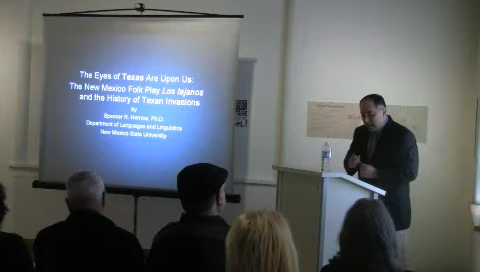 The Eyes of Texas Are Upon Us:
The New Mexico Folk Play Los tejanos
and the History of Texan Invasions
by
Spencer R. Herrera, Ph.D.
Department of Languages and Linguistics
New Mexico State University